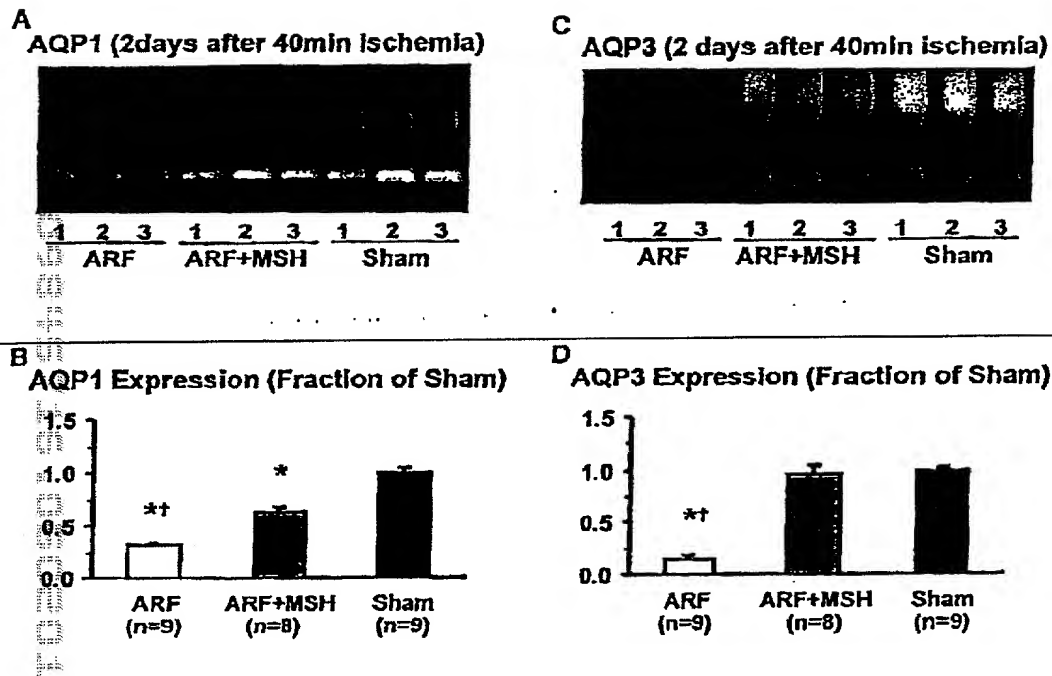 A
AQP1 (2days after 40min ischemia)
1 2 3 1 2 3 1 2 3
ARF ARF+MSH Sham
C
AQP3 (2 days after 40min ischemia)
1 2 3 1 2 3 1 2 3
ARF ARF+MSH Sham
B
AQP1 Expression (Fraction of Sham)
1.5
1.0
0.5
0.0
*†
*
ARF ARF+MSH Sham
(n=9) (n=8) (n=9)
D
AQP3 Expression (Fraction of Sham)
1.5
1.0
0.5
0.0
*†
ARF ARF+MSH Sham
(n=9) (n=8) (n=9)